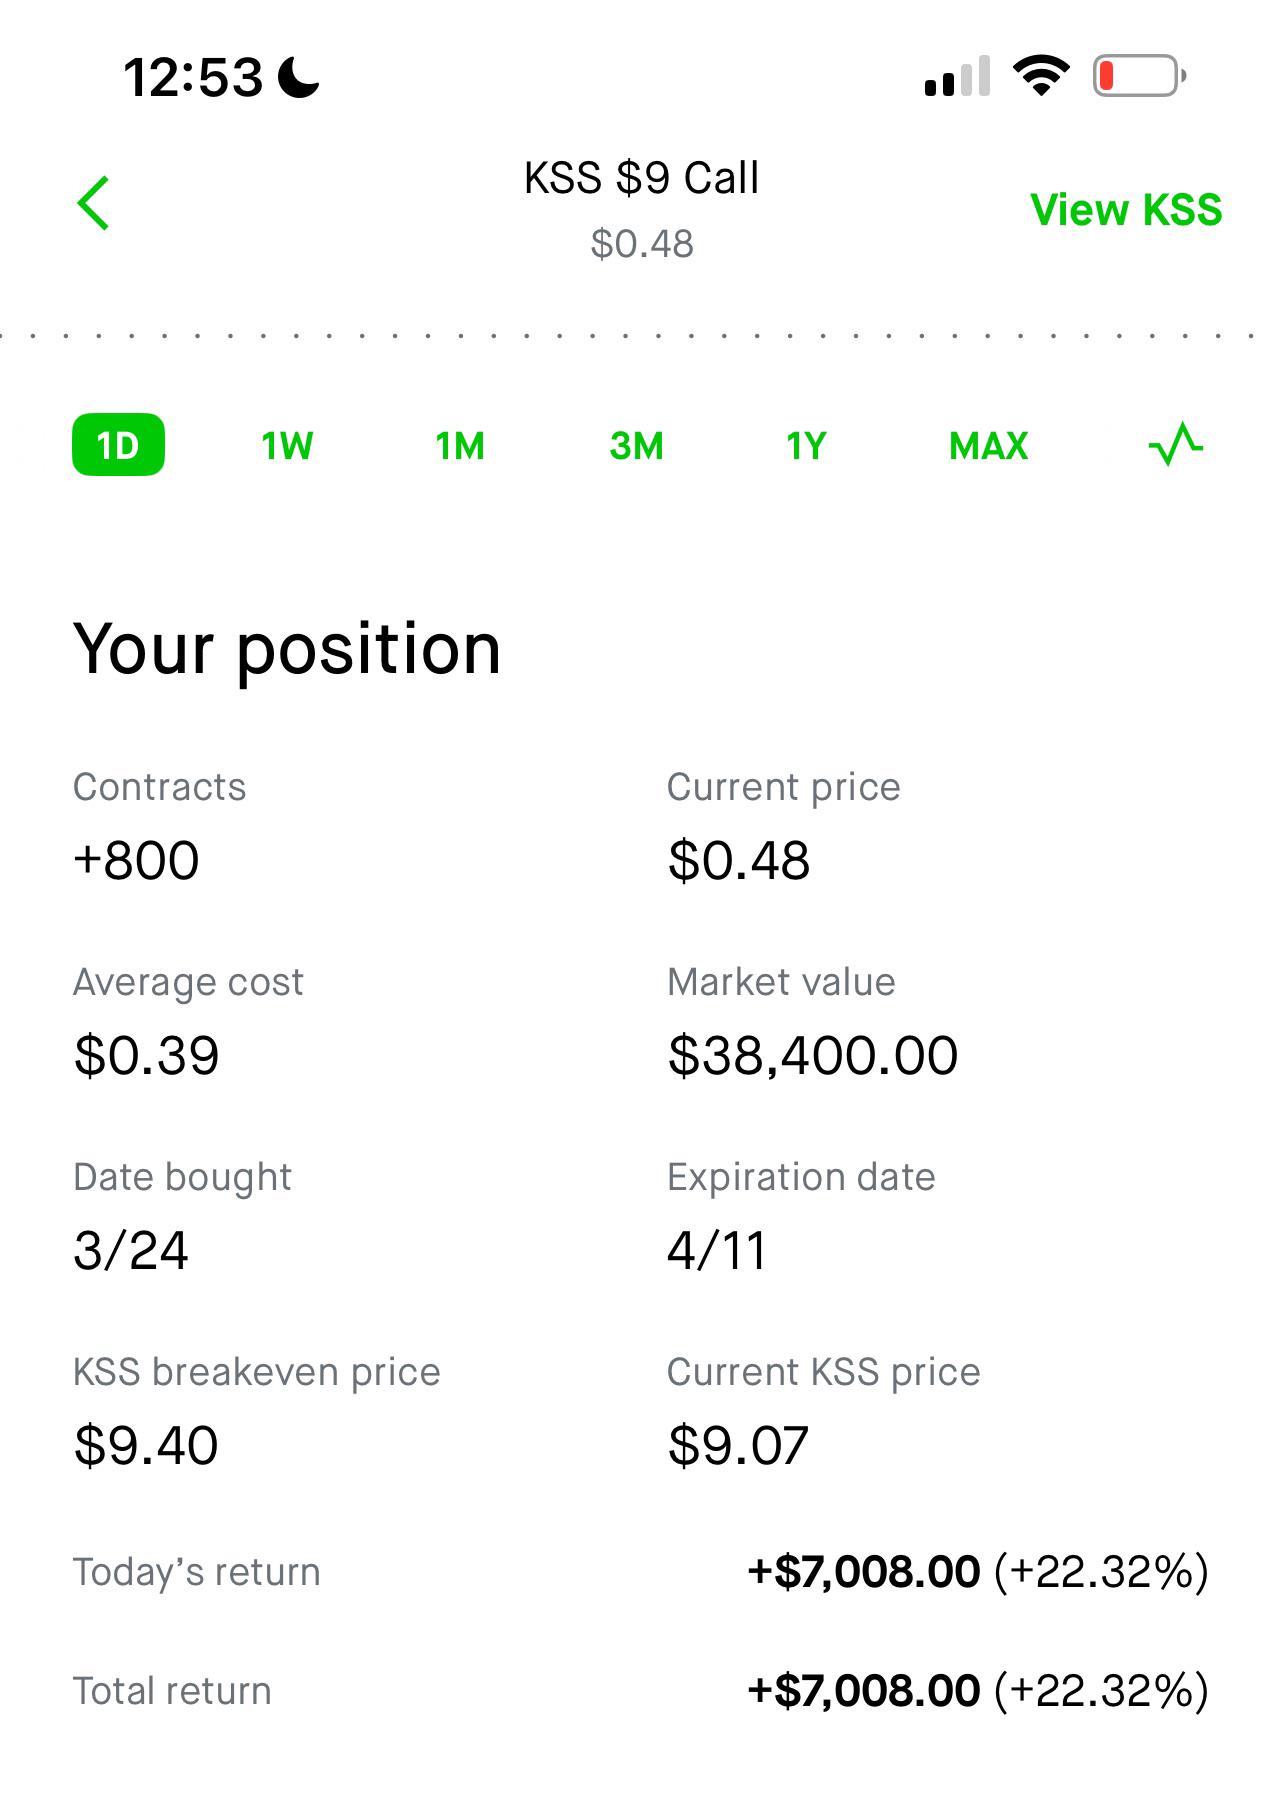 12:53
KSS $9 Call
$0.48
View KSS
1D 1W 1M 3M 1Y MAX
Your position
Contracts Current price
+800 $0.48
Average cost Market value
$0.39 $38,400.00
Date bought Expiration date
3/24 4/11
KSS breakeven price Current KSS price
$9.40 $9.07
Today’s return +$7,008.00 (+22.32%)
Total return +$7,008.00 (+22.32%)